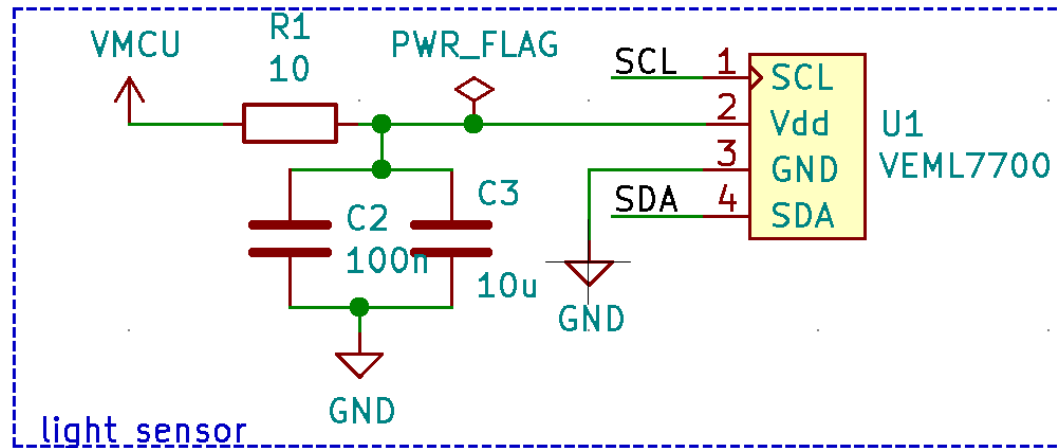 VMCU
R1
10
PWR_FLAG
SCL
1
SCL
2
Vdd
3
GND
SDA
4
SDA
U1
VEML7700
C2
100n
C3
10u
GND
GND
light sensor